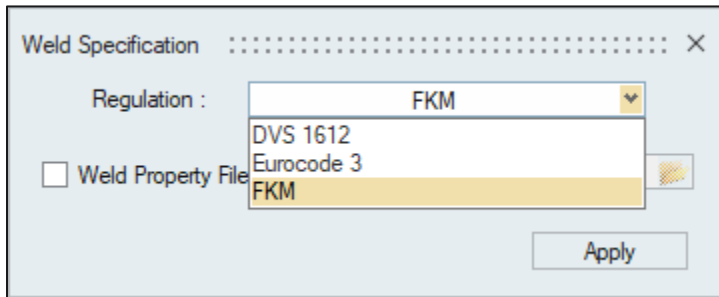 Weld Specification
Regulation :
FKM
DVS 1612
Eurocode 3
FKM
Weld Property File
Apply